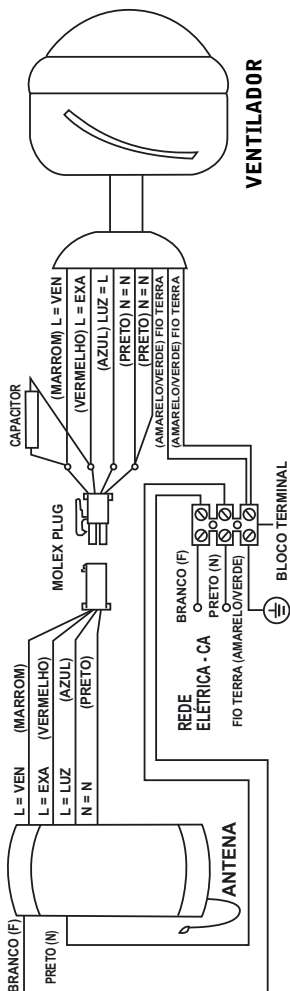 VENTILADOR
CAPACITOR
(MARROM) L = VEN
(VERMELHO) L = EXA
(AZUL) LUZ = L
(PRETO) N = N
(PRETO) N = N
(AMARELO/VERDE) FIO TERRA
(AMARELO/VERDE) FIO TERRA
MOLEX PLUG
BLOCO TERMINAL
BRANCO (F)
PRETO (N)
REDE
ELÉTRICA - CA
FIO TERRA (AMARELO/VERDE)
L = VEN (MARROM)
L = EXA (VERMELHO)
L = LUZ (AZUL)
N = N (PRETO)
ANTENA
BRANCO (F)
PRETO (N)